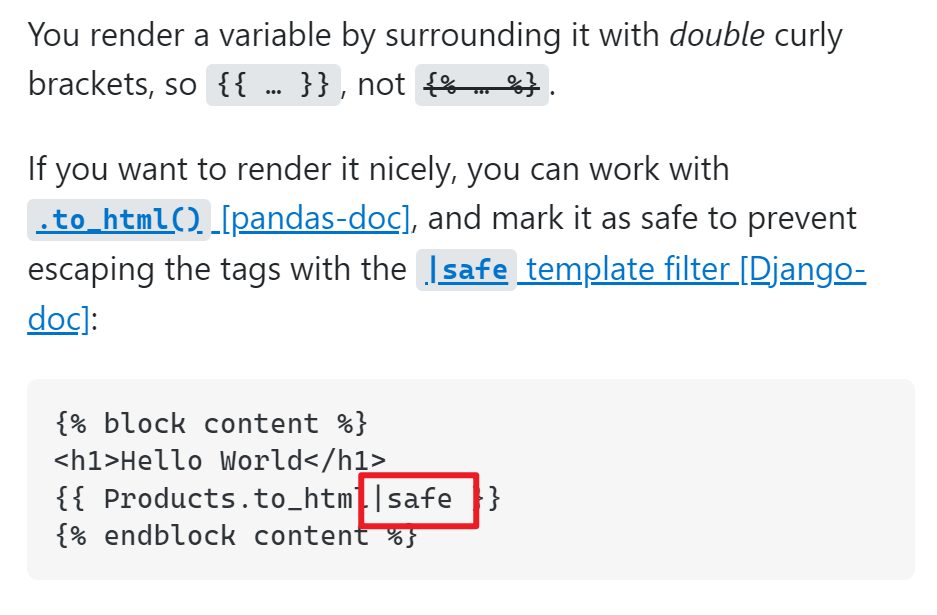 You render a variable by surrounding it with double curly
brackets, so {{ … }}, not {% … %}.
If you want to render it nicely, you can work with
.to_html() [pandas-doc], and mark it as safe to prevent
escaping the tags with the |safe template filter [Django-
doc]:
{% block content %}
<h1>Hello World</h1>
{{ Products.to_html|safe }}
{% endblock content %}